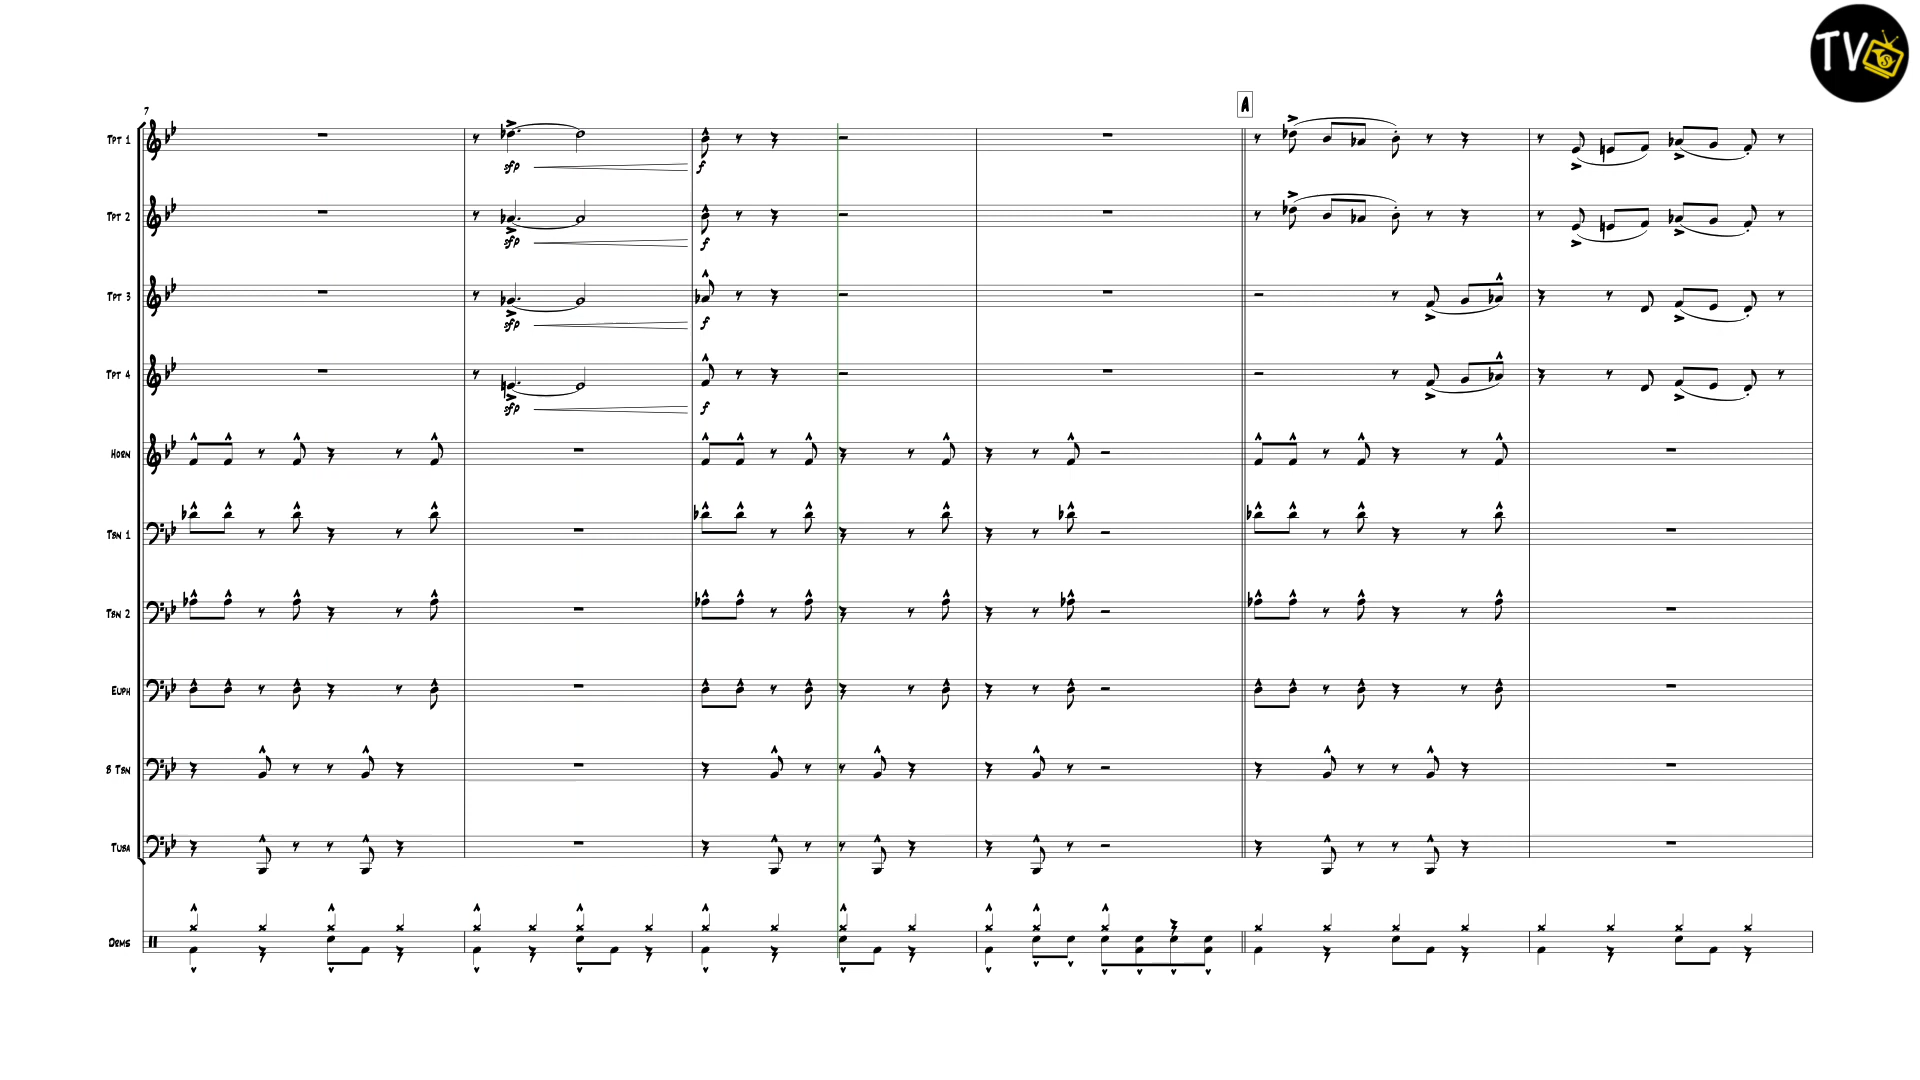 TV
S
7
A
TPT 1
sfp f
TPT 2
sfp f
TPT 3
sfp f
TPT 4
sfp f
HORN
TBN 1
TBN 2
EUPH
B TBN
TUBA
DRMS